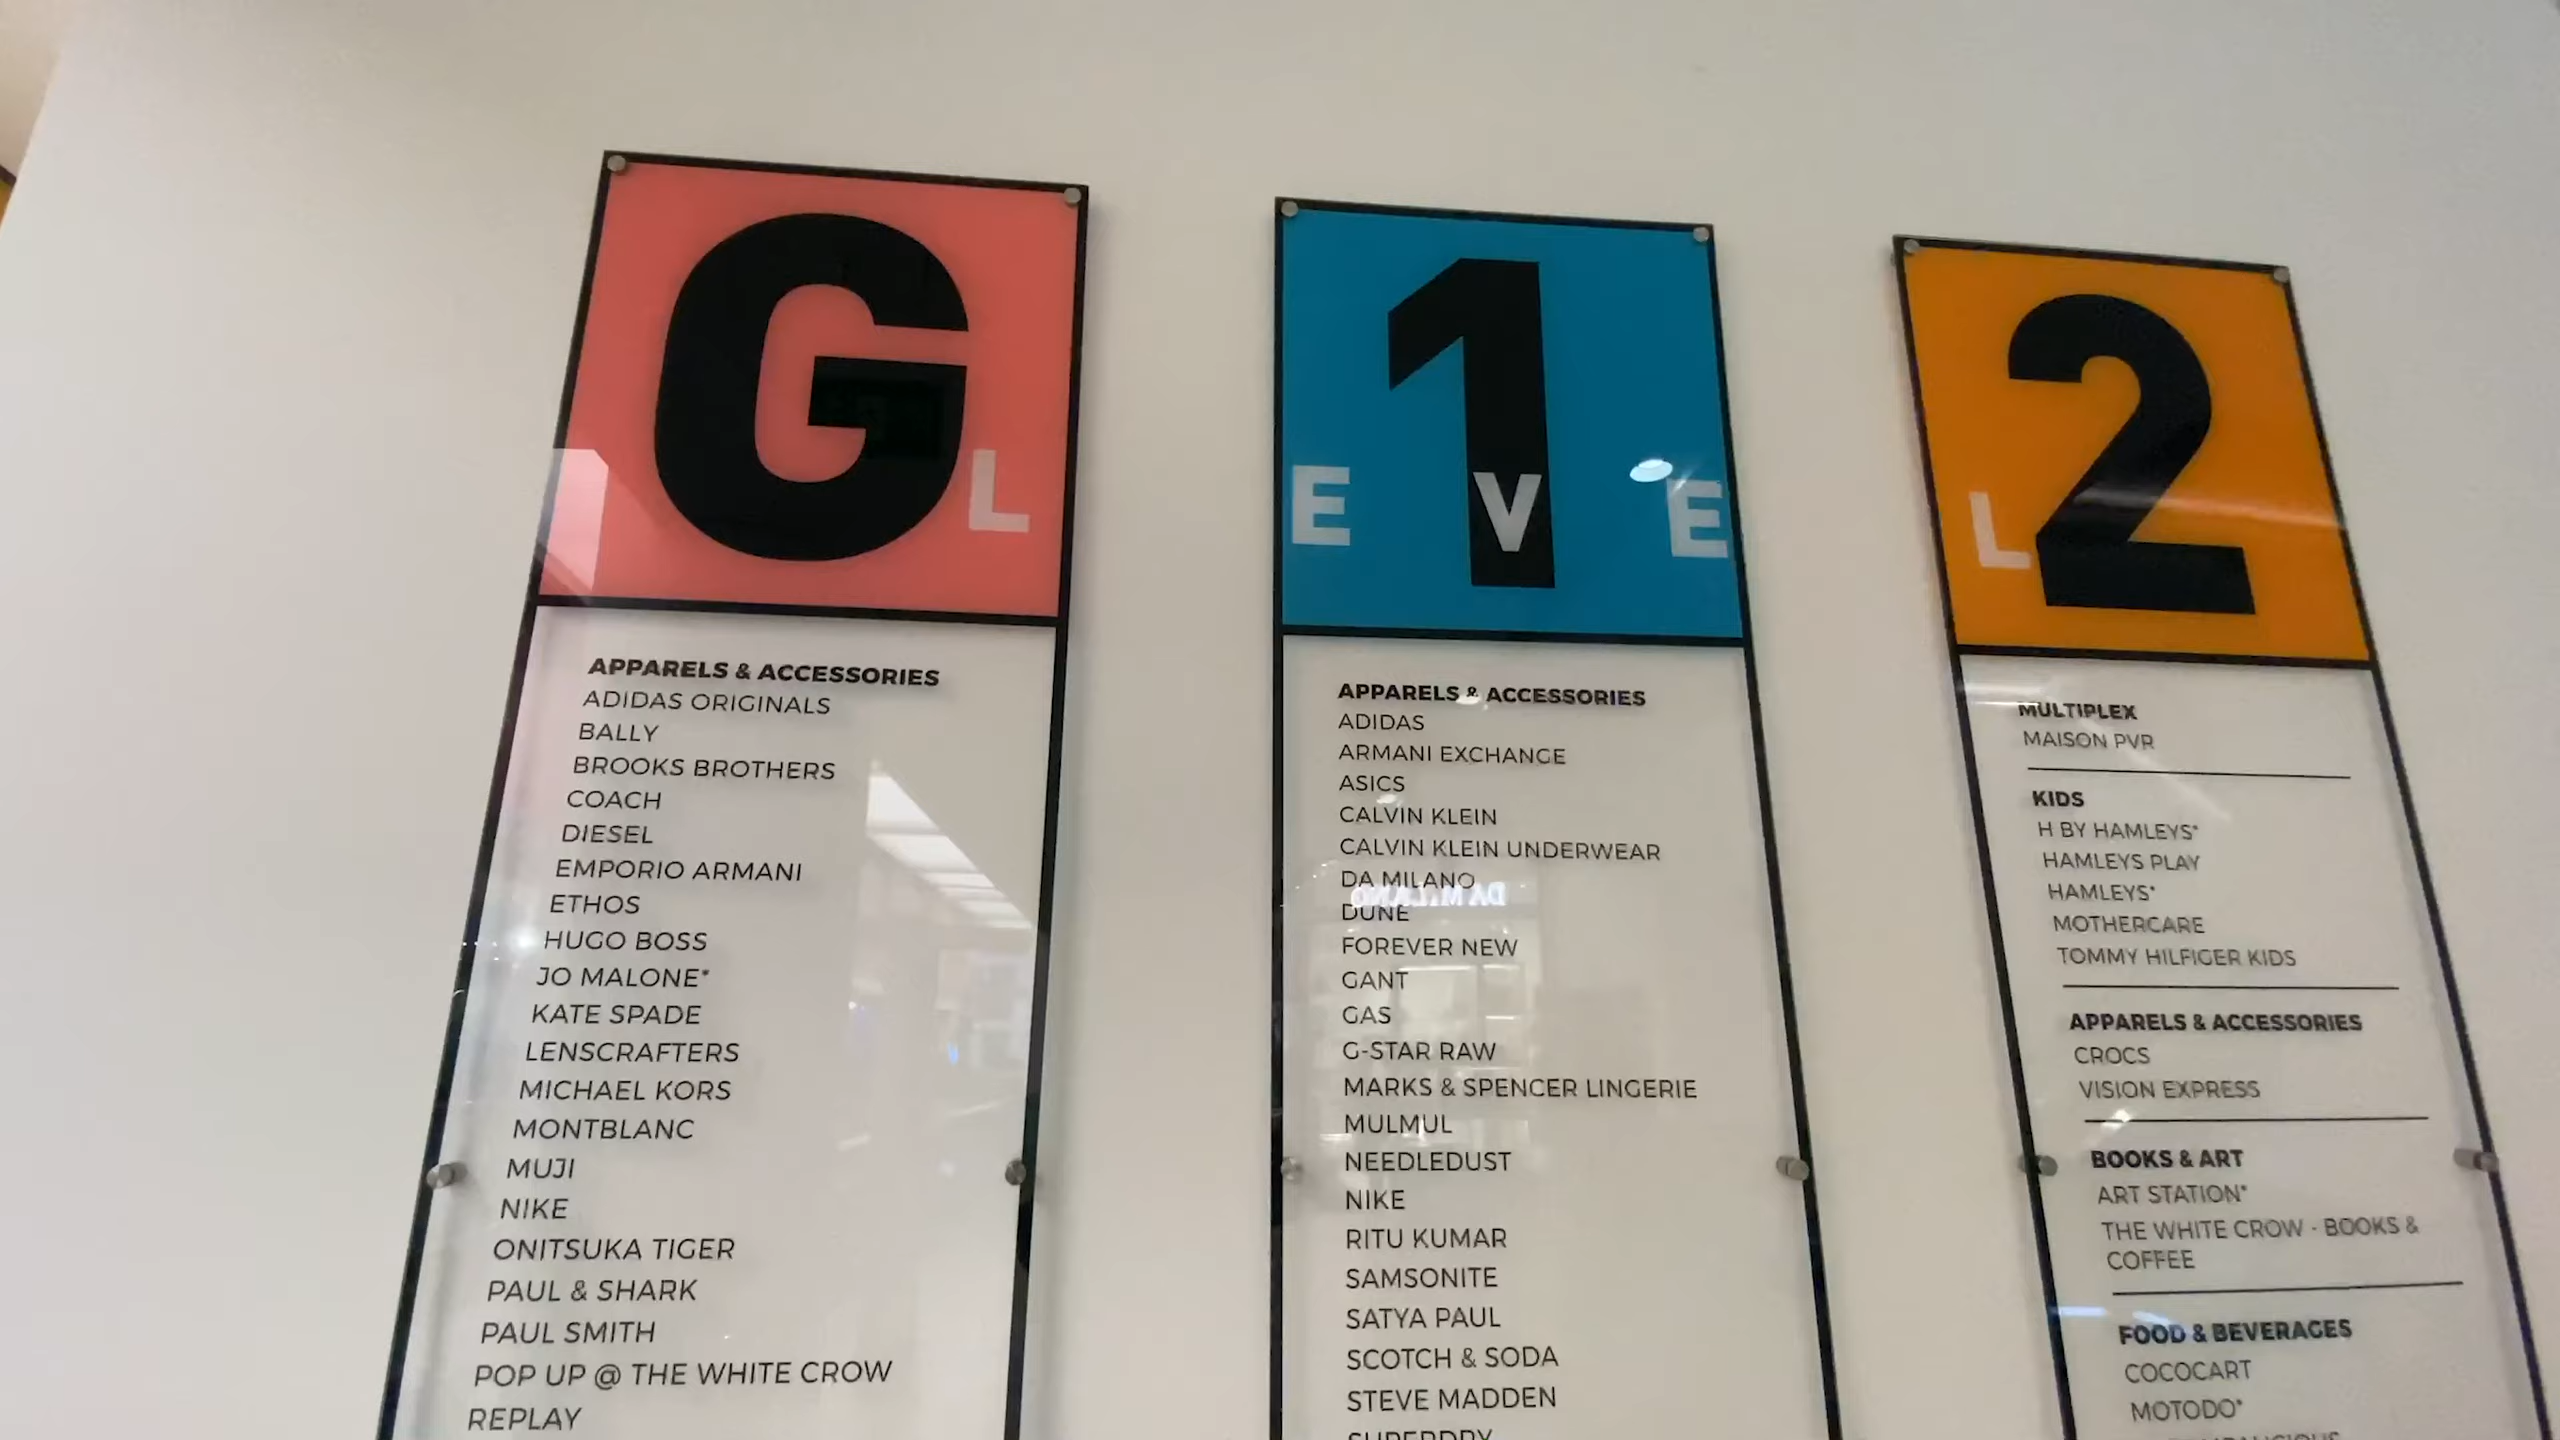 G
L
APPARELS & ACCESSORIES
ADIDAS ORIGINALS
BALLY
BROOKS BROTHERS
COACH
DIESEL
EMPORIO ARMANI
ETHOS
HUGO BOSS
JO MALONE*
KATE SPADE
LENSCRAFTERS
MICHAEL KORS
MONTBLANC
MUJI
NIKE
ONITSUKA TIGER
PAUL & SHARK
PAUL SMITH
POP UP @ THE WHITE CROW
REPLAY
1
E V E
APPARELS & ACCESSORIES
ADIDAS
ARMANI EXCHANGE
ASICS
CALVIN KLEIN
CALVIN KLEIN UNDERWEAR
DA MILANO
DUNE
FOREVER NEW
GANT
GAS
G-STAR RAW
MARKS & SPENCER LINGERIE
MULMUL
NEEDLEDUST
NIKE
RITU KUMAR
SAMSONITE
SATYA PAUL
SCOTCH & SODA
STEVE MADDEN
SUPERDRY
2
L
MULTIPLEX
MAISON PVR
KIDS
H BY HAMLEYS*
HAMLEYS PLAY
HAMLEYS*
MOTHERCARE
TOMMY HILFIGER KIDS
APPARELS & ACCESSORIES
CROCS
VISION EXPRESS
BOOKS & ART
ART STATION*
THE WHITE CROW - BOOKS &
COFFEE
FOOD & BEVERAGES
COCOCART
MOTODO*